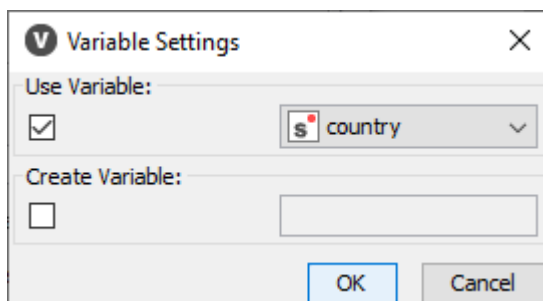 V Variable Settings
Use Variable:
s country
Create Variable:
OK Cancel